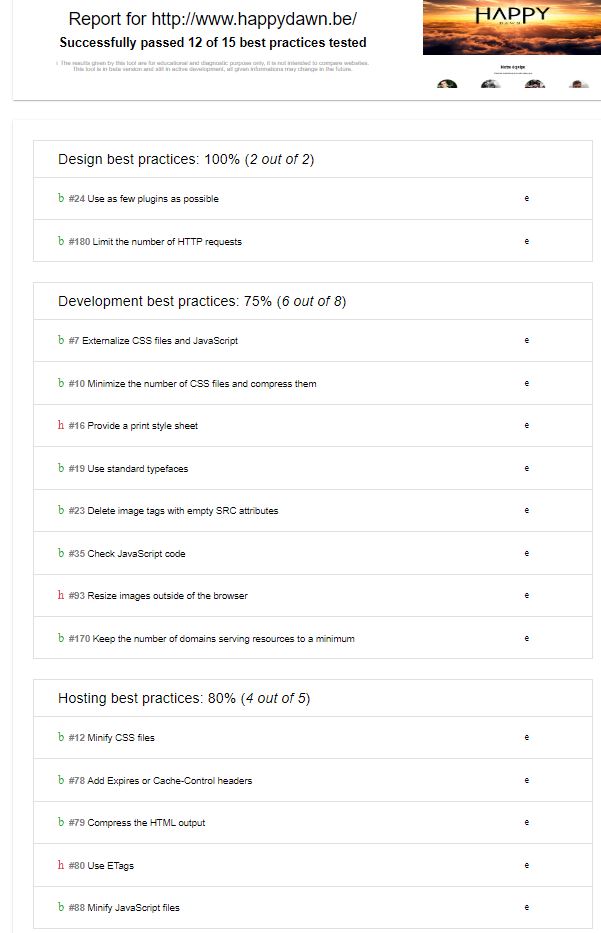 Report for http://www.happydawn.be/
Successfully passed 12 of 15 best practices tested
i The results given by this tool are for educational and diagnostic purpose only, it is not intended to compare websites.
This tool is in beta version and still in active development, all given informations may change in the future.
HAPPY
DAWN
Notre équipe
Design best practices: 100% (2 out of 2)
b #24 Use as few plugins as possible e
b #180 Limit the number of HTTP requests e
Development best practices: 75% (6 out of 8)
b #7 Externalize CSS files and JavaScript e
b #10 Minimize the number of CSS files and compress them e
h #16 Provide a print style sheet e
b #19 Use standard typefaces e
b #23 Delete image tags with empty SRC attributes e
b #35 Check JavaScript code e
h #93 Resize images outside of the browser e
b #170 Keep the number of domains serving resources to a minimum e
Hosting best practices: 80% (4 out of 5)
b #12 Minify CSS files e
b #78 Add Expires or Cache-Control headers e
b #79 Compress the HTML output e
h #80 Use ETags e
b #88 Minify JavaScript files e